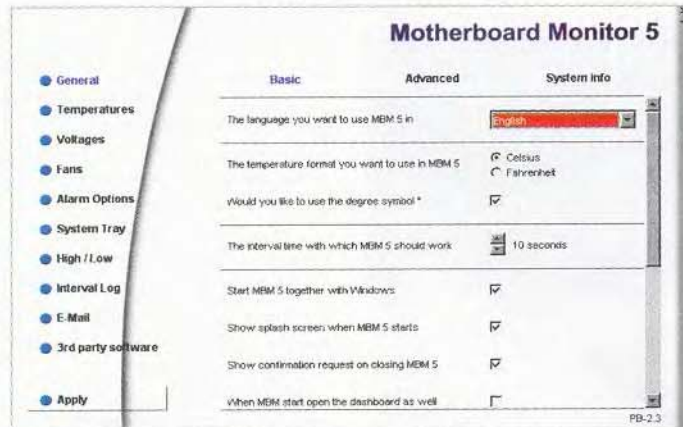 Motherboard Monitor 5
General
Temperatures
Voltages
Fans
Alarm Options
System Tray
High / Low
Interval Log
E-Mail
3rd party software
Apply
Basic
Advanced
System info
The language you want to use MBM 5 in
English
The temperature format you want to use in MBM 5
Celsius
Fahrenheit
Would you like to use the degree symbol °
The interval time with which MBM 5 should work
10 seconds
Start MBM 5 together with Windows
Show splash screen when MBM 5 starts
Show confirmation request on closing MBM 5
When MBM start open the dashboard as well
PB-2.3